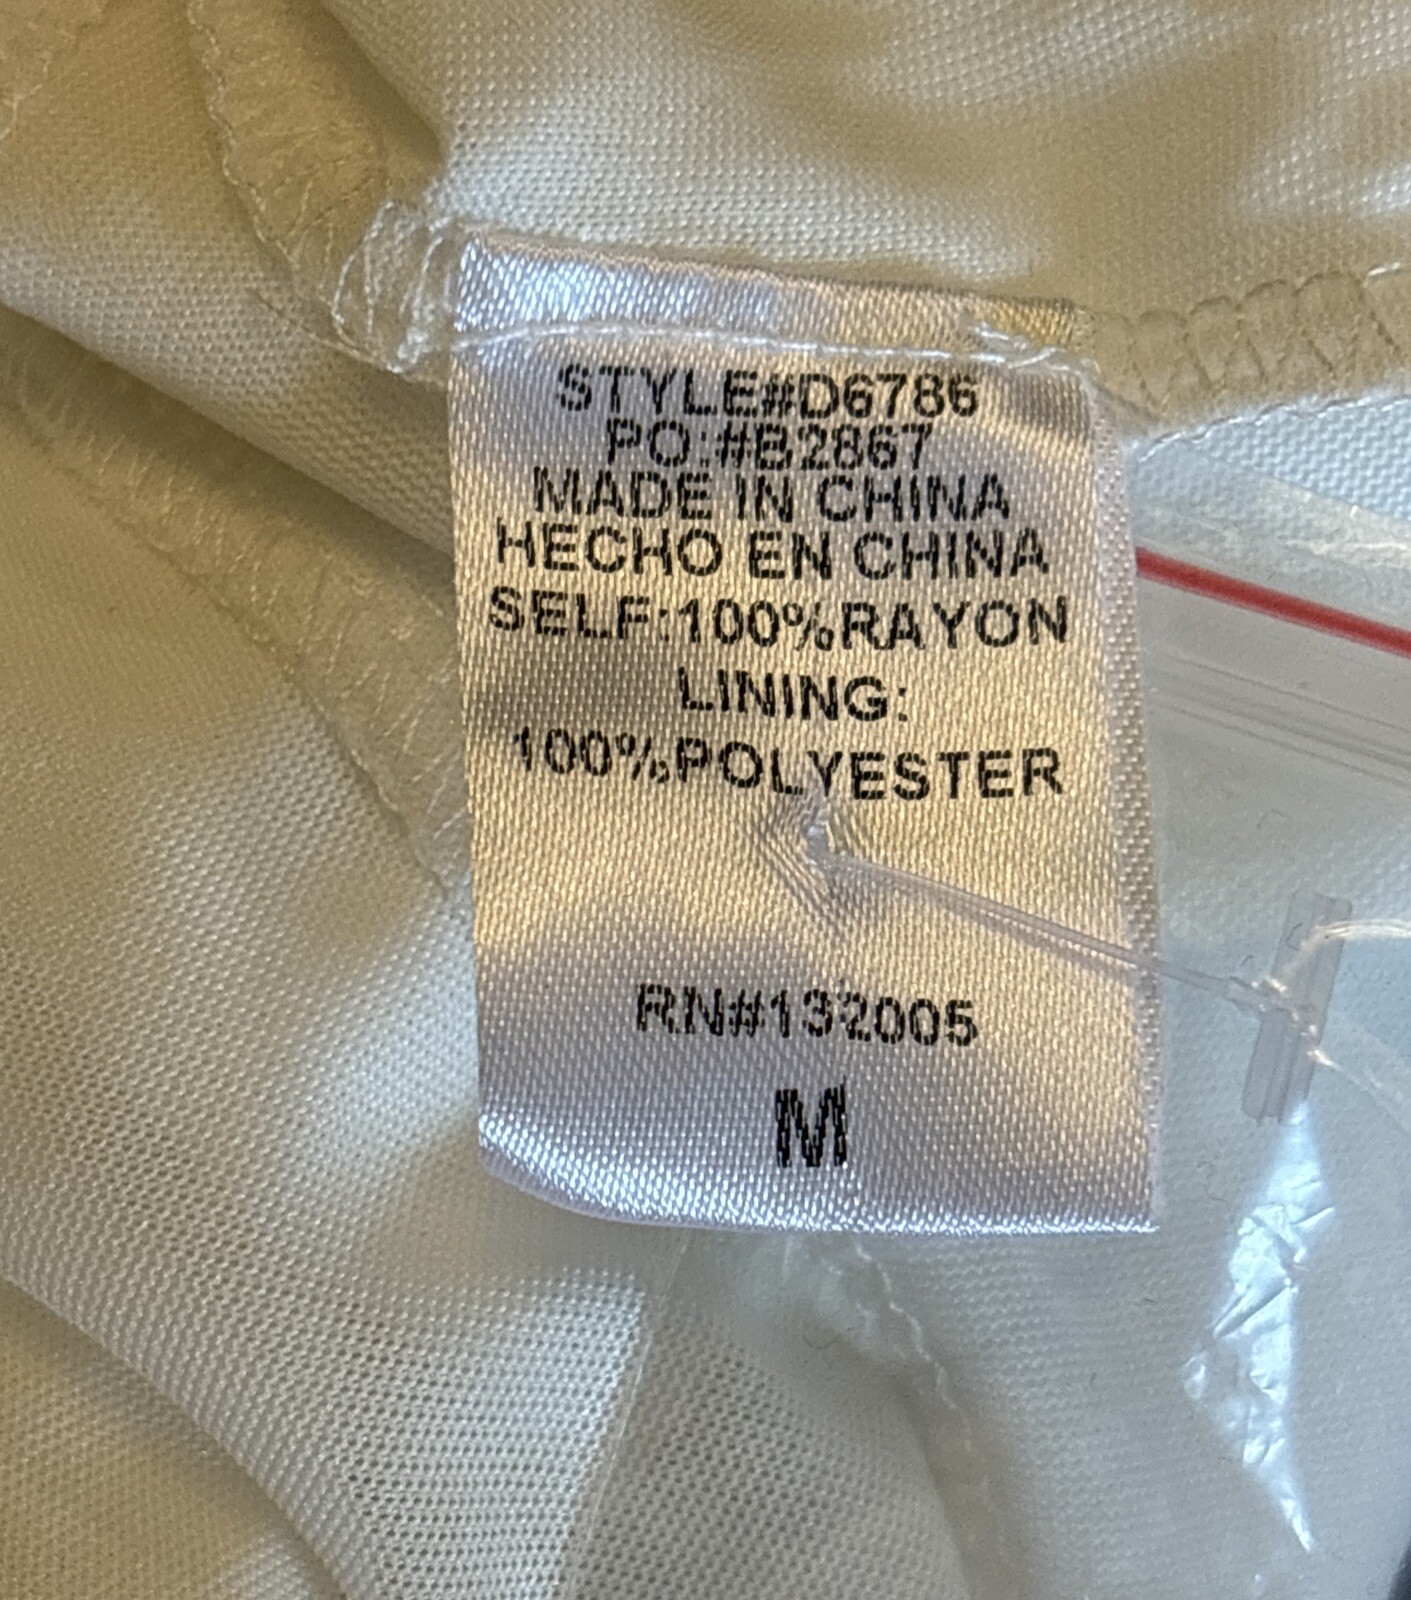 STYLE#D6786
PO:#B2867
MADE IN CHINA
HECHO EN CHINA
SELF:100%RAYON
LINING:
100%POLYESTER
RN#132005
M